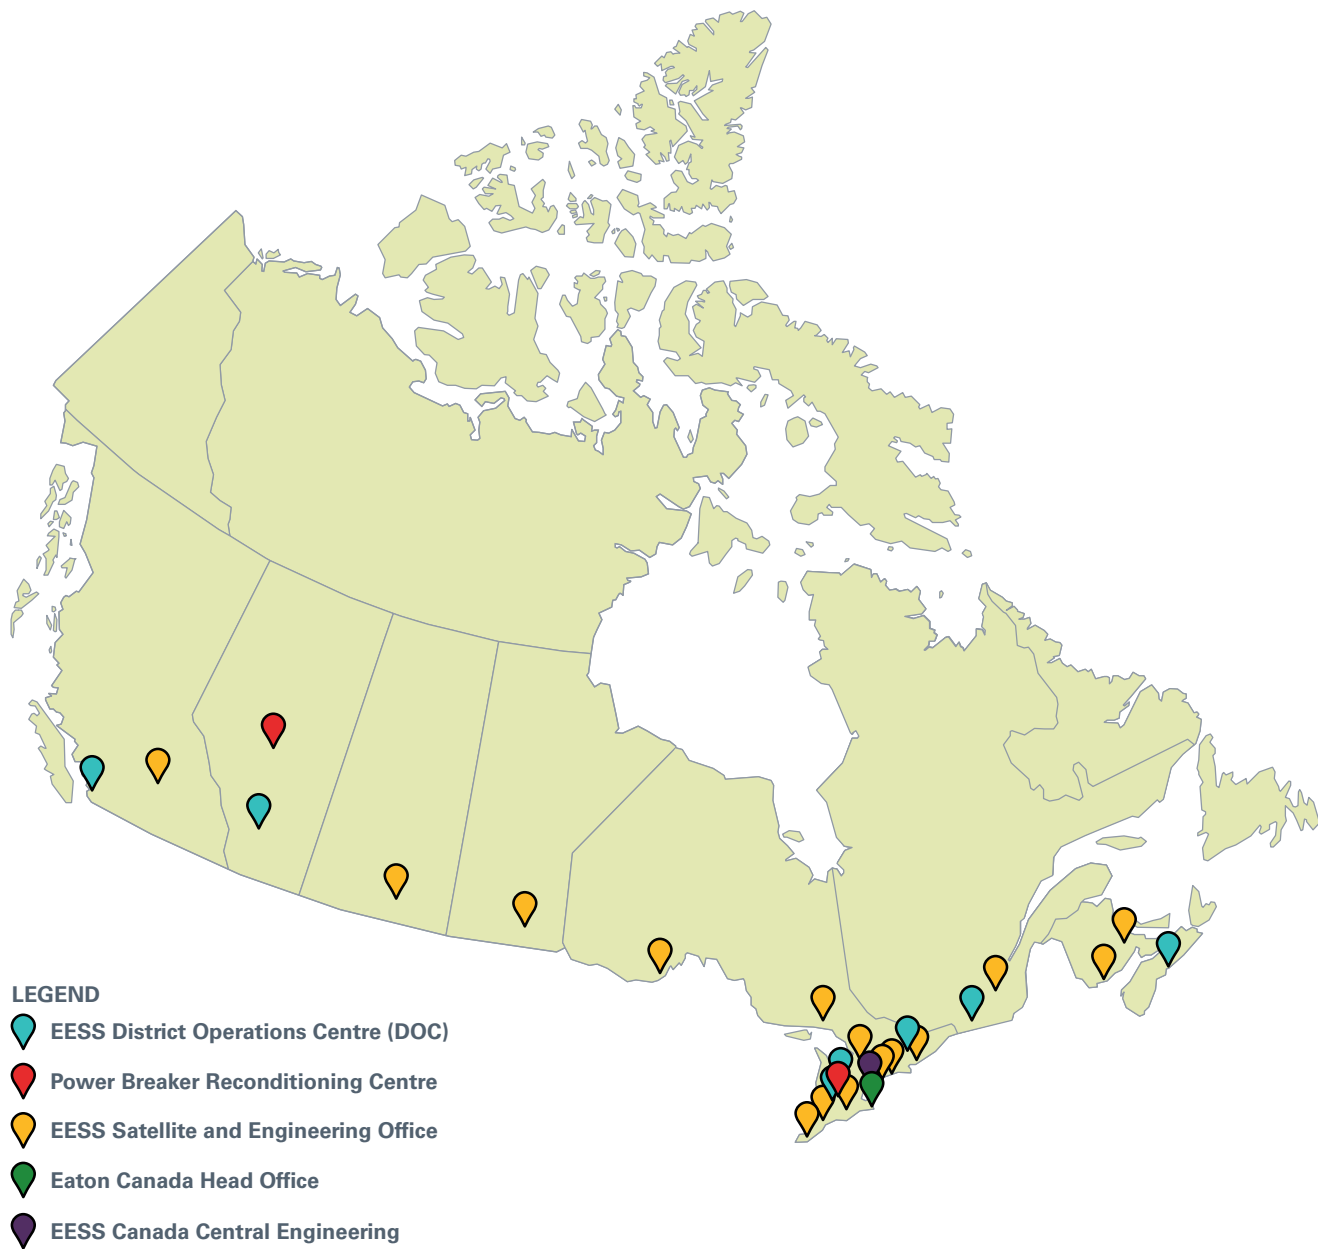 LEGEND
EESS District Operations Centre (DOC)
Power Breaker Reconditioning Centre
EESS Satellite and Engineering Office
Eaton Canada Head Office
EESS Canada Central Engineering